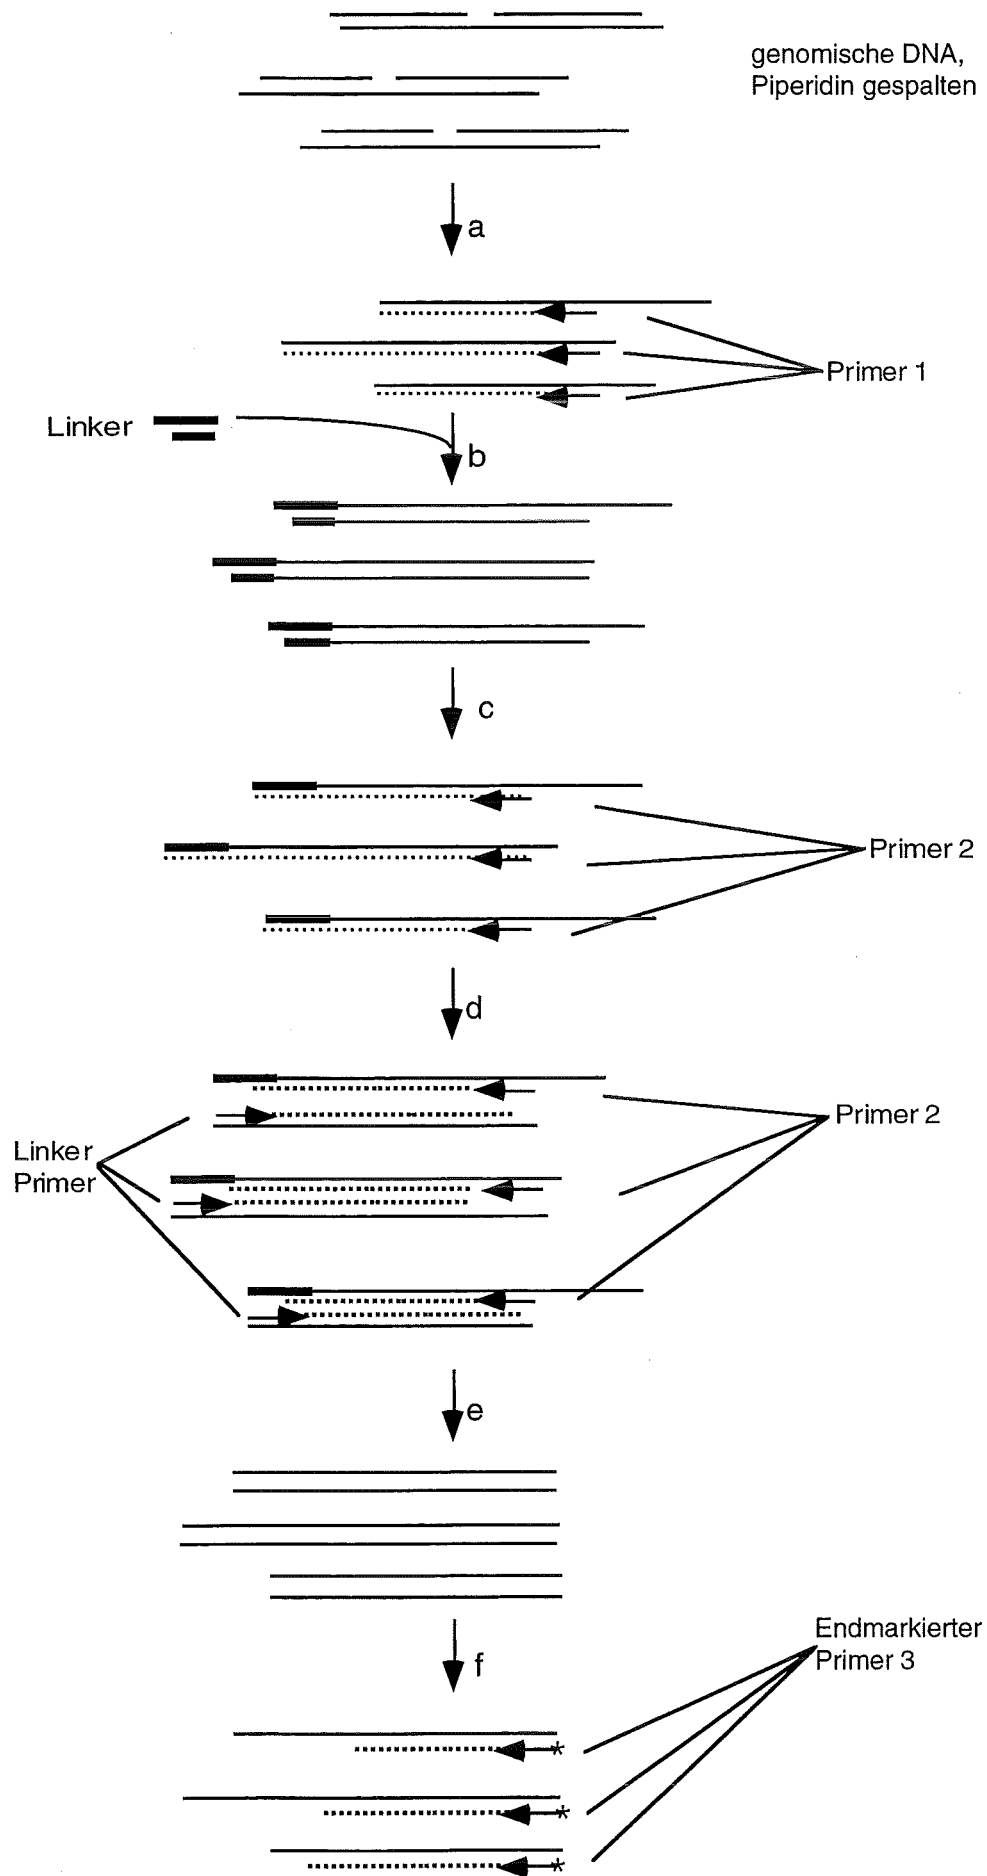 genomische DNA,
Piperidin gespalten
a
Primer 1
Linker
b
c
Primer 2
d
Primer 2
Linker
Primer
e
Endmarkierter
Primer 3
f
*
*
*